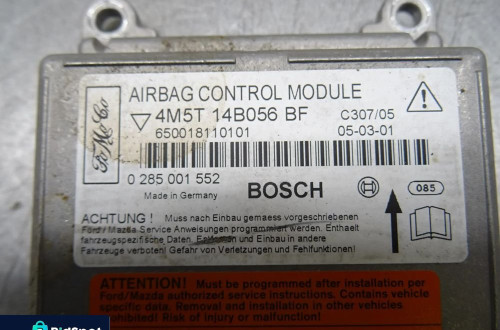 AIRBAG CONTROL MODULE
4M5T 14B056 BF
C307/05
650018110101
05-03-01
FoMoCo
0 285 001 552
Made in Germany
BOSCH
085
ACHTUNG! Muss nach Einbau gemaess vorgeschriebenen
Ford/Mazda Service Anweisungen programmiert werden. Enthaelt
fahrzeugspezifische Daten. Entfernen und Einbau in andere
Fahrzeuge verboten! Gefahr von Verletzungen und Fehlfunktionen!
ATTENTION! Must be programmed after installation per
Ford/Mazda authorized service instructions. Contains vehicle
specific data. Removal and installation in other vehicles
prohibited! Risk of injury or malfunction!
BidSpot